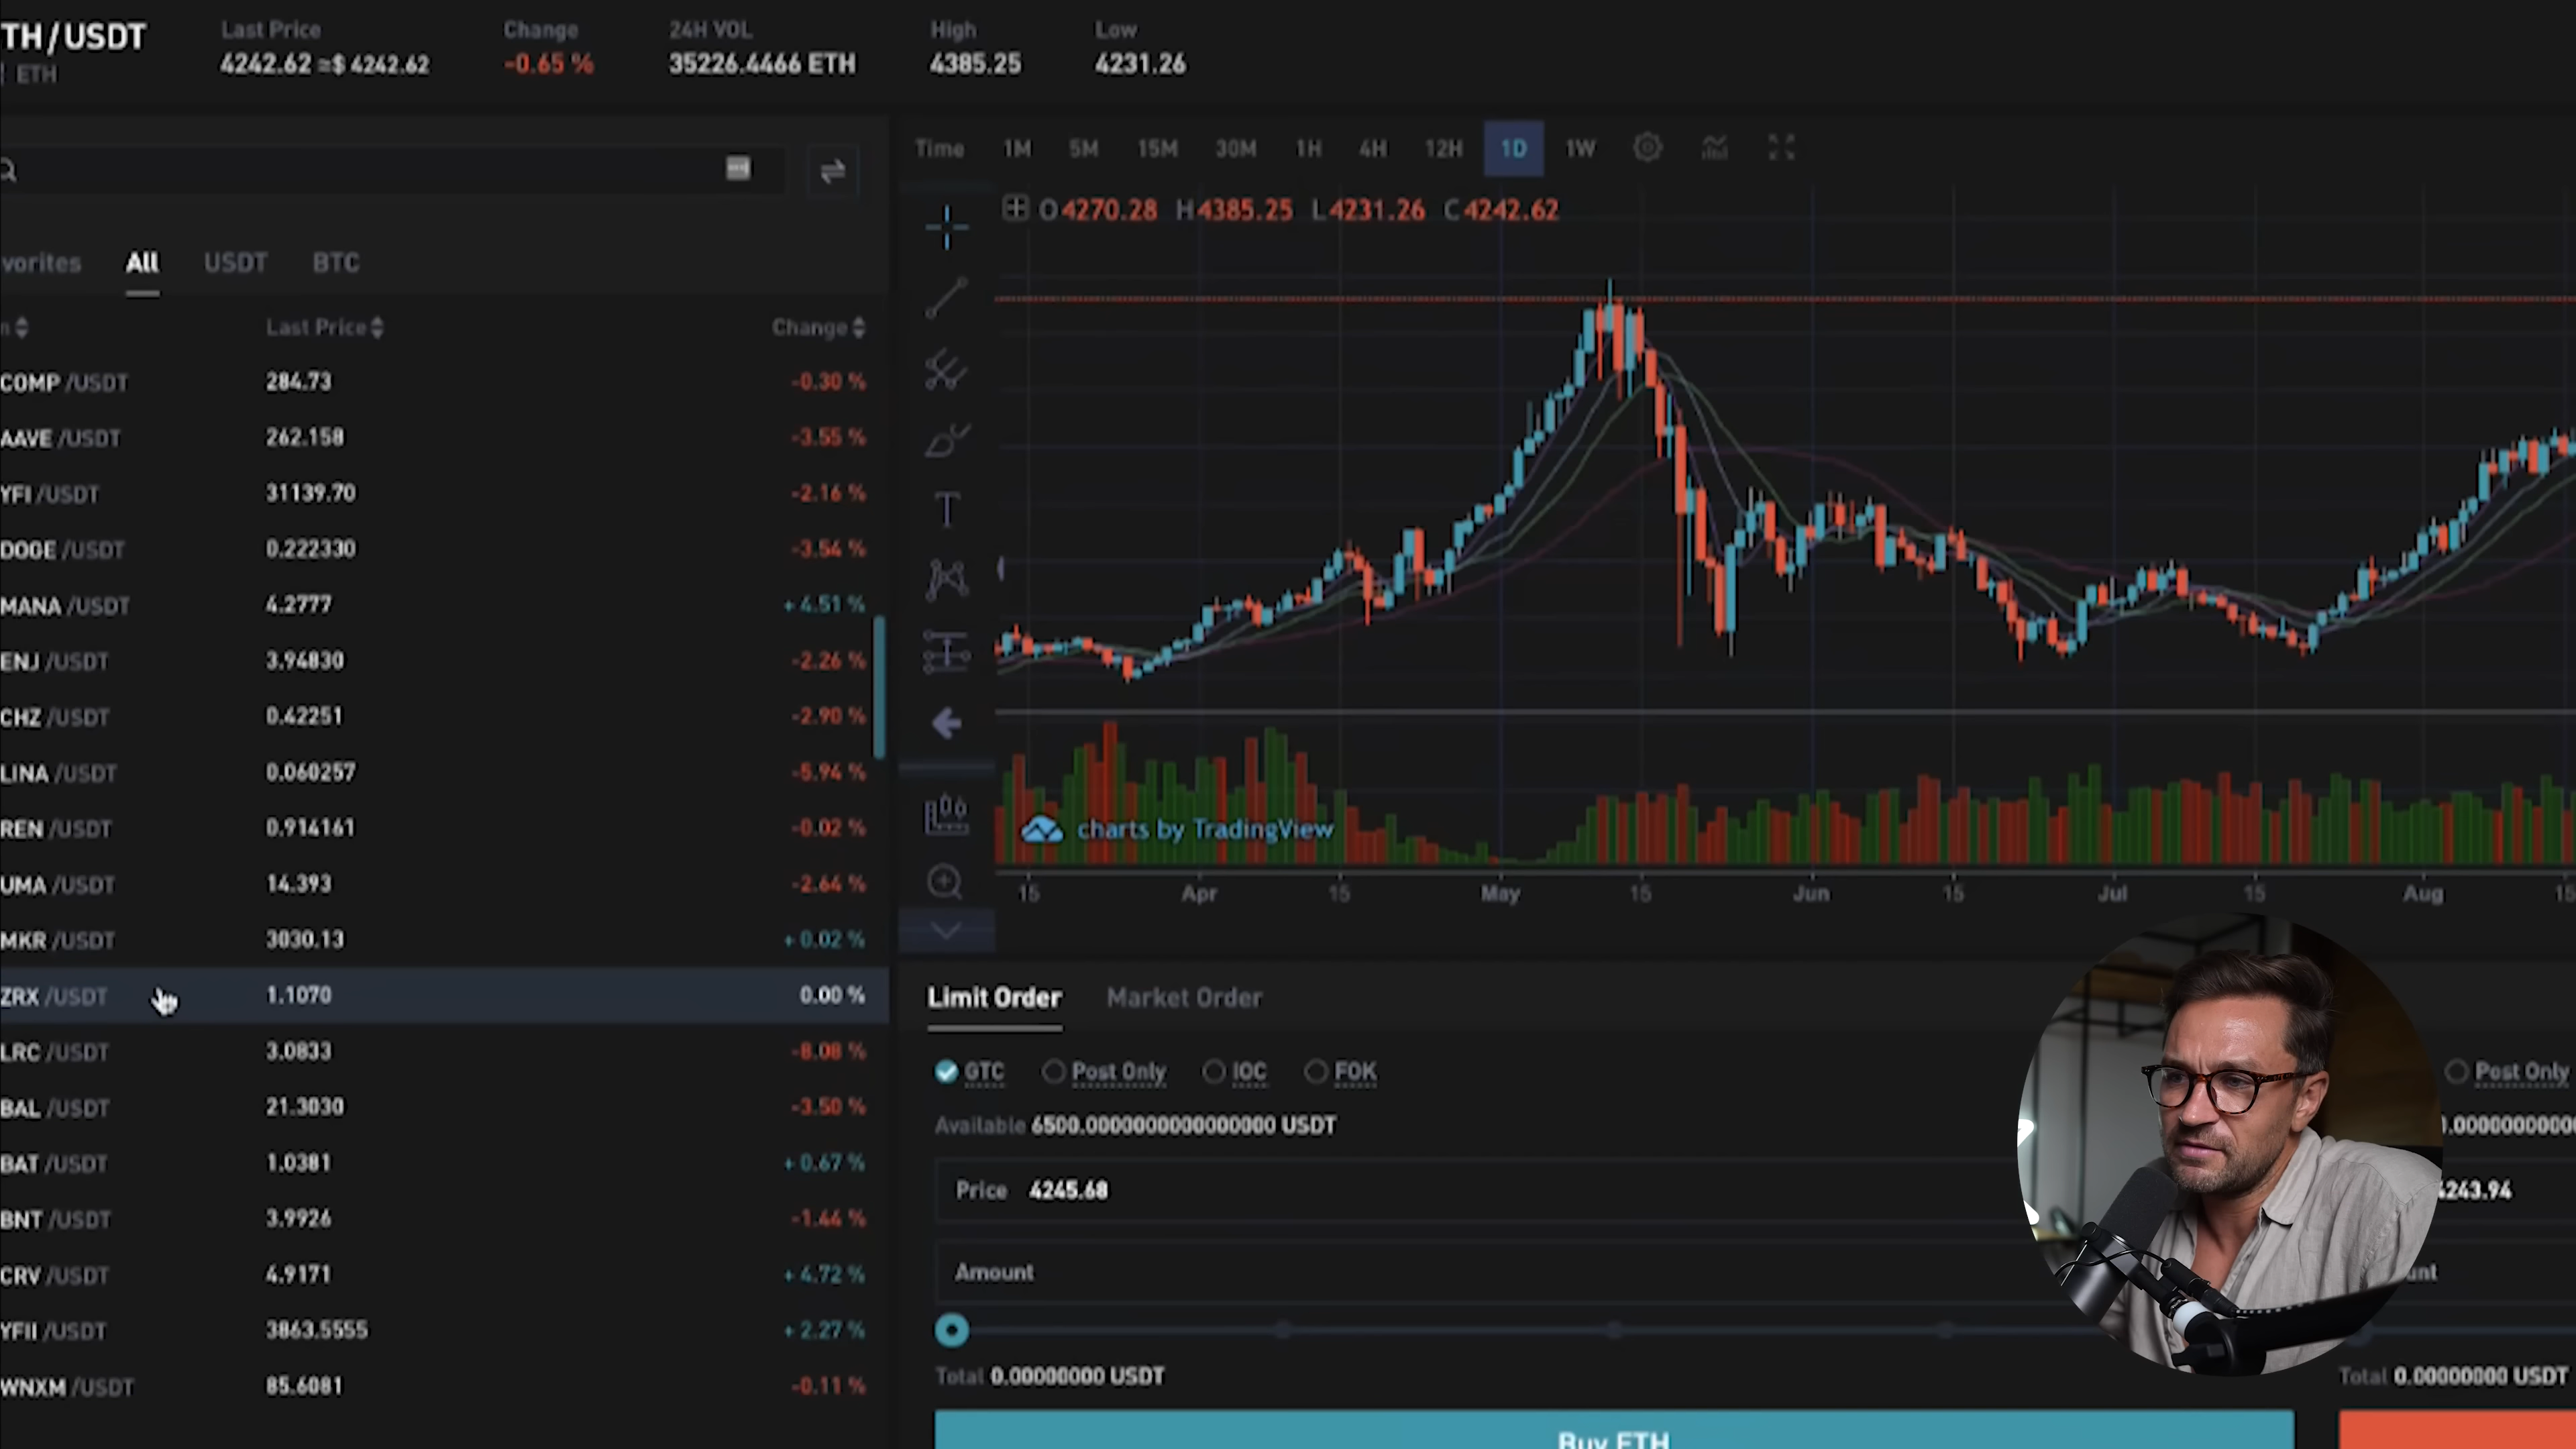 TH/USDT
ETH
Last Price
4242.62 ≈$ 4242.62
Change
-0.65 %
24H VOL
35226.4466 ETH
High
4385.25
Low
4231.26
vorites All USDT BTC
n Last Price Change
COMP /USDT 284.73 -0.30 %
AAVE /USDT 262.158 -3.55 %
YFI /USDT 31139.70 -2.16 %
DOGE /USDT 0.222330 -3.54 %
MANA /USDT 4.2777 +4.51 %
ENJ /USDT 3.94830 -2.26 %
CHZ /USDT 0.42251 -2.90 %
LINA /USDT 0.060257 -5.94 %
REN /USDT 0.914161 -0.02 %
UMA /USDT 14.393 -2.64 %
MKR /USDT 3030.13 +0.02 %
ZRX /USDT 1.1070 0.00 %
LRC /USDT 3.0833 -8.08 %
BAL /USDT 21.3030 -3.50 %
BAT /USDT 1.0381 +0.67 %
BNT /USDT 3.9926 -1.44 %
CRV /USDT 4.9171 +4.72 %
YFII /USDT 3863.5555 +2.27 %
WNXM /USDT 85.6081 -0.11 %
Time 1M 5M 15M 30M 1H 4H 12H 1D 1W
O4270.28 H4385.25 L4231.26 C4242.62
T
charts by TradingView
15 Apr 15 May 15 Jun 15 Jul 15 Aug 15
Limit Order Market Order
GTC Post Only IOC FOK
Available 6500.0000000000000000 USDT
Price 4245.68
Amount
Total 0.00000000 USDT
Buy ETH
Post Only
4243.94
unt
Total 0.00000000 USDT